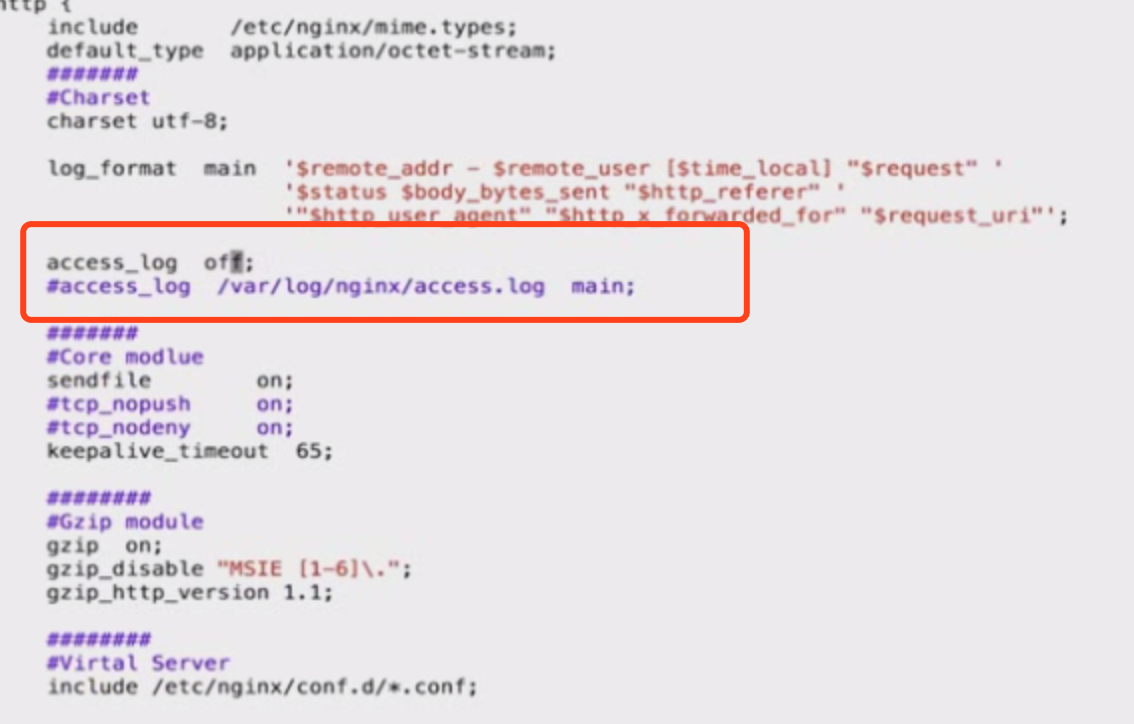 http {
    include       /etc/nginx/mime.types;
    default_type  application/octet-stream;
    #######
    #Charset
    charset utf-8;

    log_format  main  '$remote_addr - $remote_user [$time_local] "$request" '
                      '$status $body_bytes_sent "$http_referer" '
                      '"$http_user_agent" "$http_x_forwarded_for" "$request_uri"';

    access_log  off;
    #access_log  /var/log/nginx/access.log  main;

    #######
    #Core modlue
    sendfile        on;
    #tcp_nopush     on;
    #tcp_nodeny     on;
    keepalive_timeout  65;

    ########
    #Gzip module
    gzip  on;
    gzip_disable "MSIE [1-6]\.";
    gzip_http_version 1.1;

    ########
    #Virtal Server
    include /etc/nginx/conf.d/*.conf;